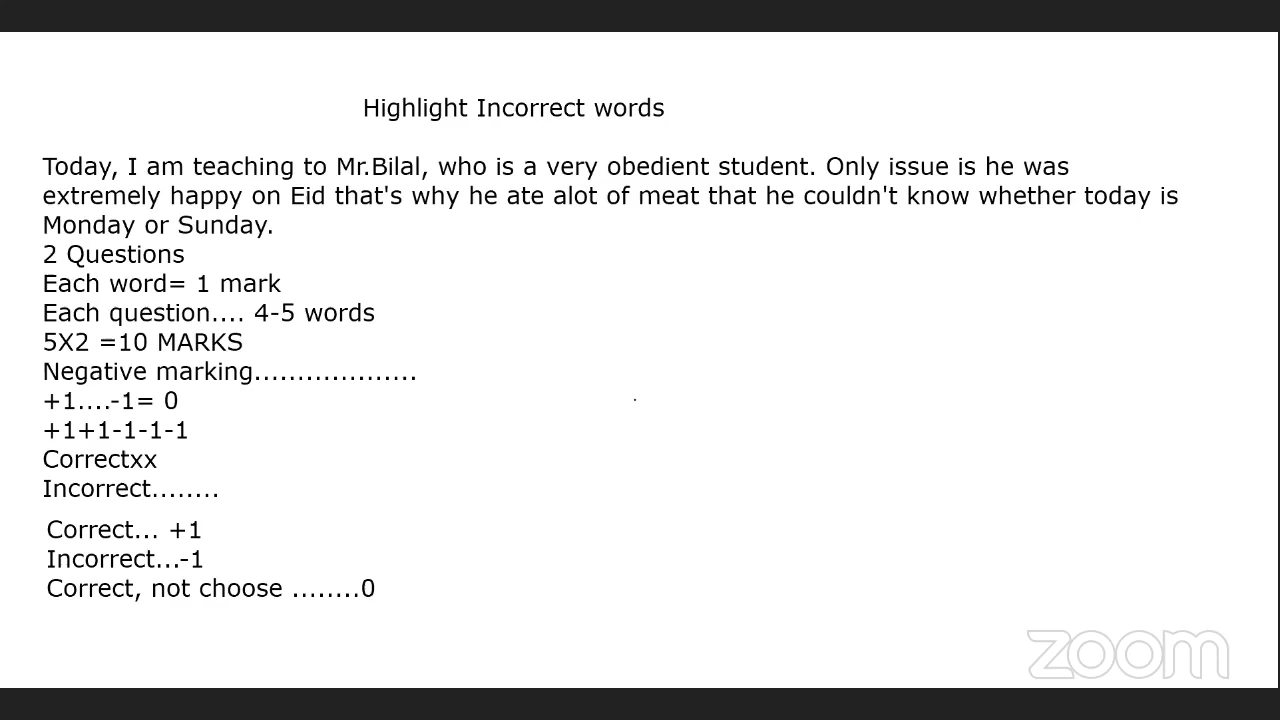 Highlight Incorrect words
Today, I am teaching to Mr.Bilal, who is a very obedient student. Only issue is he was
extremely happy on Eid that's why he ate alot of meat that he couldn't know whether today is
Monday or Sunday.
2 Questions
Each word= 1 mark
Each question.... 4-5 words
5X2 =10 MARKS
Negative marking...................
+1....-1= 0
+1+1-1-1-1
Correctxx
Incorrect........
Correct... +1
Incorrect...-1
Correct, not choose ........0
zoom